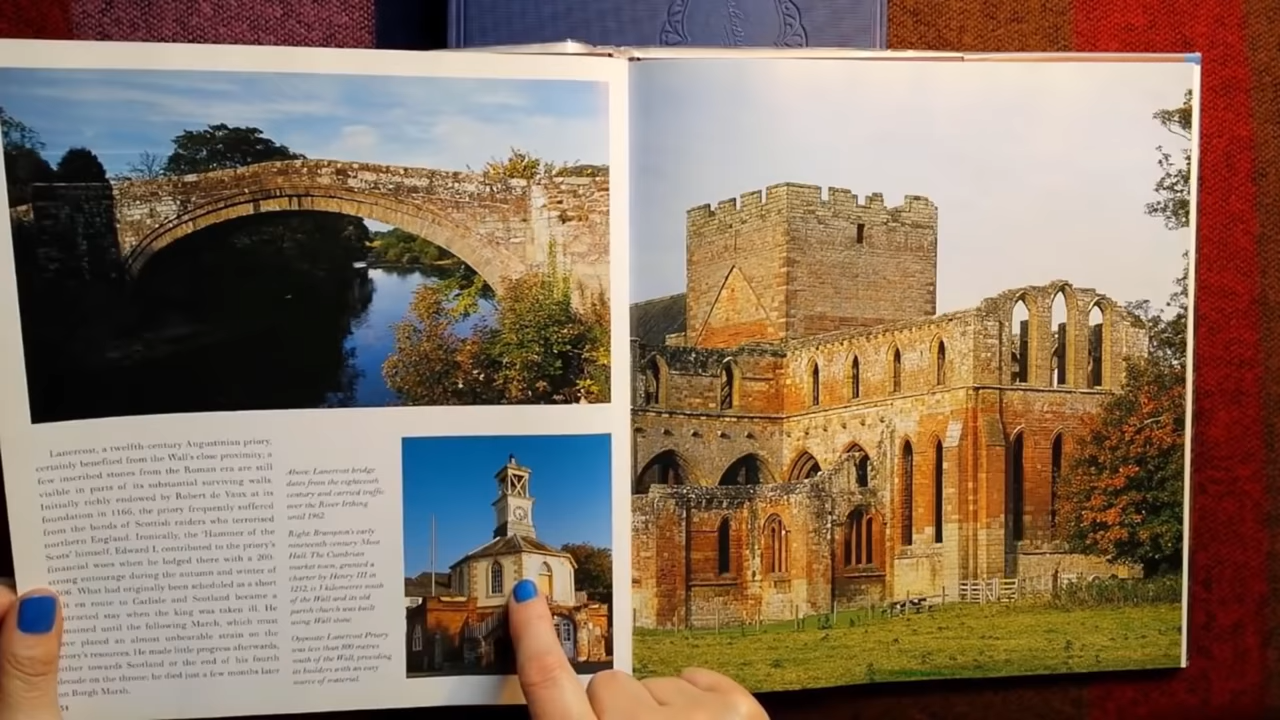 Lanercost, a twelfth-century Augustinian priory,
certainly benefited from the Wall's close proximity; a
few inscribed stones from the Roman era are still
visible in parts of its substantial surviving walls.
Initially richly endowed by Robert de Vaux at its
foundation in 1166, the priory frequently suffered
from the hands of Scottish raiders who terrorised
northern England. Ironically, the 'Hammer of the
Scots' himself, Edward I, contributed to the priory's
financial woes when he lodged there with a 200-
strong entourage during the autumn and winter of
06. What had originally been scheduled as a short
lt en route to Carlisle and Scotland became a
tracted stay when the king was taken ill. He
mained until the following March, which must
ave placed an almost unbearable strain on the
riory's resources. He made little progress afterwards,
ither towards Scotland or the end of his fourth
decade on the throne; he died just a few months later
on Burgh Marsh.
Above: Lanercost bridge
dates from the eighteenth
century and carried traffic
over the River Irthing
until 1962.
Right: Brampton's early
nineteenth-century Moot
Hall. The Cumbrian
market town, granted a
charter by Henry III in
1252, is 3 kilometres south
of the Wall and its old
parish church was built
using Wall stone.
Opposite: Lanercost Priory
was less than 800 metres
south of the Wall, providing
its builders with an easy
source of material.